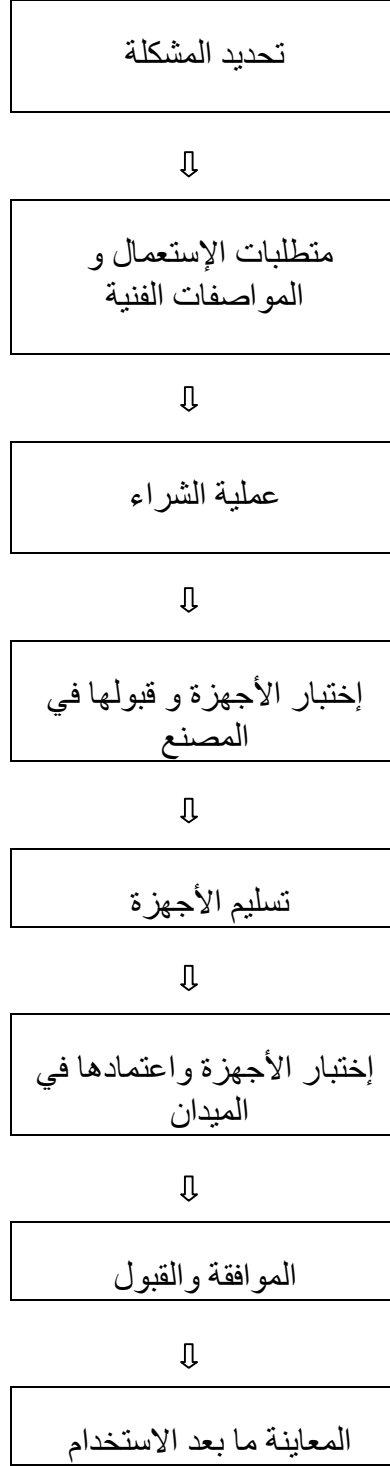 تحديد المشكلة
⇩
متطلبات الإستعمال و
المواصفات الفنية
⇩
عملية الشراء
⇩
إختبار الأجهزة و قبولها في
المصنع
⇩
تسليم الأجهزة
⇩
إختبار الأجهزة واعتمادها في
الميدان
⇩
الموافقة والقبول
⇩
المعاينة ما بعد الاستخدام